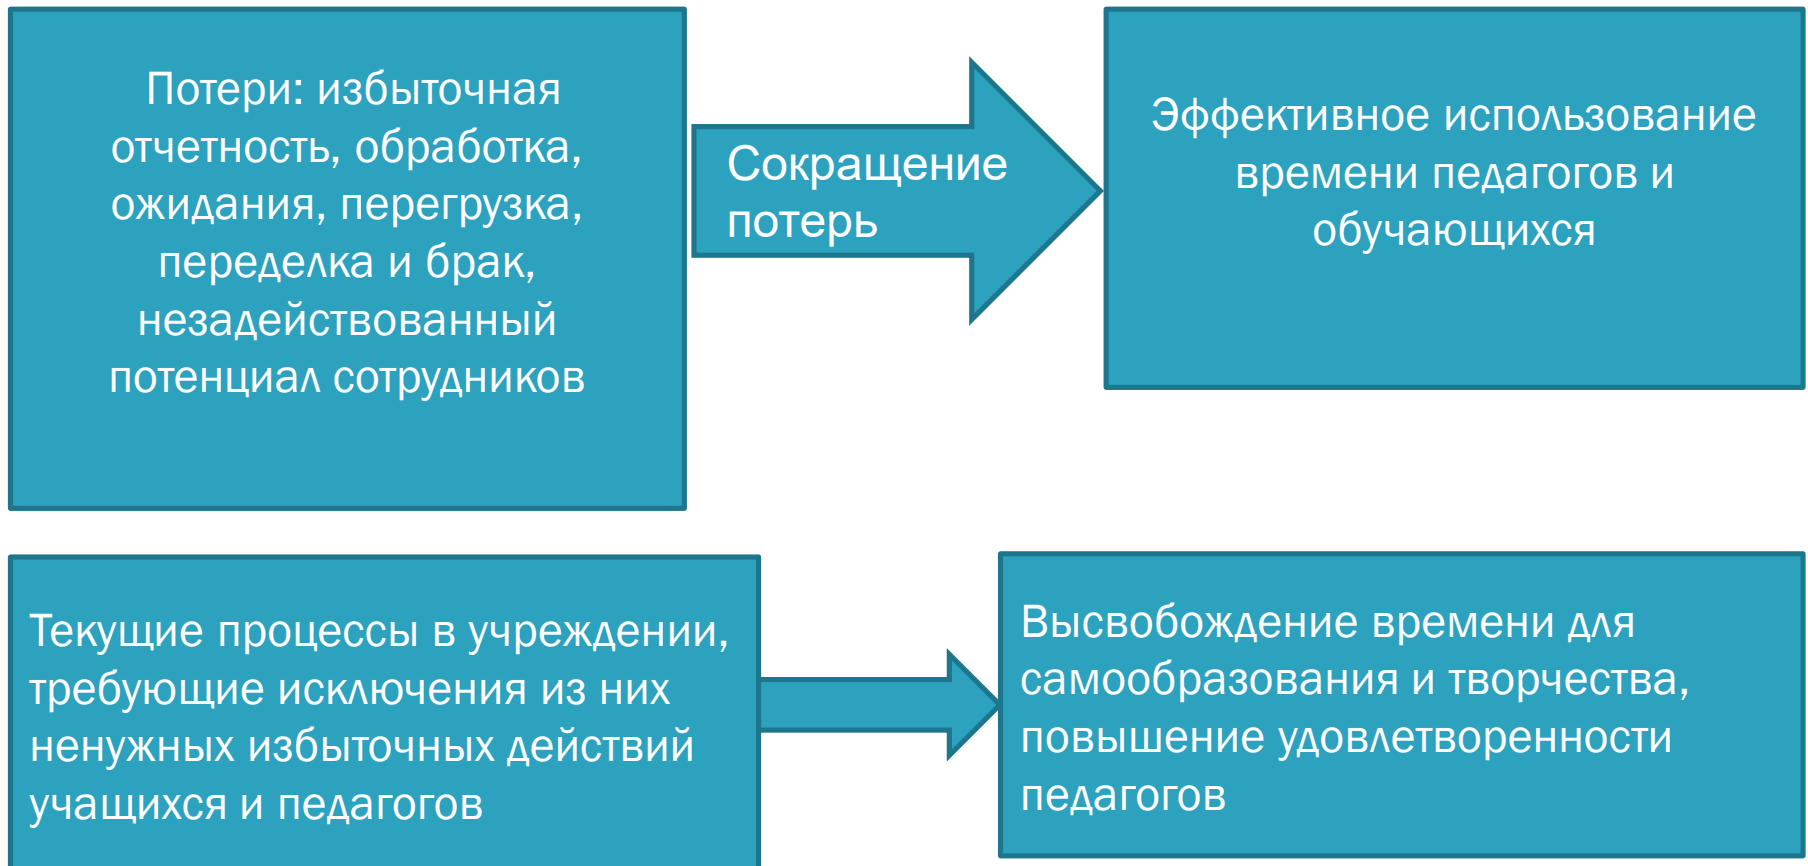 Потери: избыточная
отчетность, обработка,
ожидания, перегрузка,
переделка и брак,
незадействованный
потенциал сотрудников
Сокращение
потерь
Эффективное использование
времени педагогов и
обучающихся
Текущие процессы в учреждении,
требующие исключения из них
ненужных избыточных действий
учащихся и педагогов
Высвобождение времени для
самообразования и творчества,
повышение удовлетворенности
педагогов